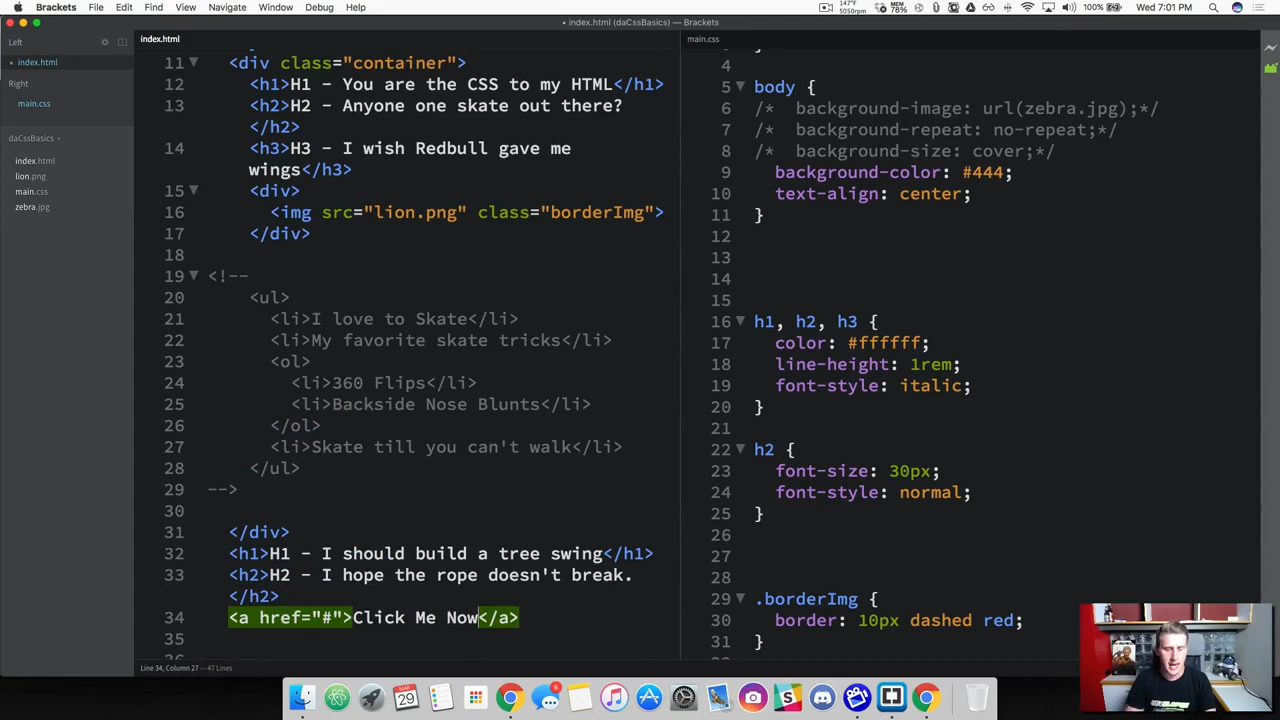 Brackets File Edit Find View Navigate Window Debug Help
147°F
5050rpm
MEM
78%
100%
Wed 7:01 PM
• index.html (daCssBasics) — Brackets
Left
• index.html
Right
main.css
daCssBasics
index.html
lion.png
main.css
zebra.jpg
index.html
11 <div class="container">
12 <h1>H1 - You are the CSS to my HTML</h1>
13 <h2>H2 - Anyone one skate out there?
</h2>
14 <h3>H3 - I wish Redbull gave me
wings</h3>
15 <div>
16 <img src="lion.png" class="borderImg">
17 </div>
18
19 <!--
20 <ul>
21 <li>I love to Skate</li>
22 <li>My favorite skate tricks</li>
23 <ol>
24 <li>360 Flips</li>
25 <li>Backside Nose Blunts</li>
26 </ol>
27 <li>Skate till you can't walk</li>
28 </ul>
29 -->
30
31 </div>
32 <h1>H1 - I should build a tree swing</h1>
33 <h2>H2 - I hope the rope doesn't break.
</h2>
34 <a href="#">Click Me Now</a>
35
Line 34, Column 27 — 47 Lines
main.css
4
5 body {
6 /* background-image: url(zebra.jpg);*/
7 /* background-repeat: no-repeat;*/
8 /* background-size: cover;*/
9 background-color: #444;
10 text-align: center;
11 }
12
13
14
15
16 h1, h2, h3 {
17 color: #ffffff;
18 line-height: 1rem;
19 font-style: italic;
20 }
21
22 h2 {
23 font-size: 30px;
24 font-style: normal;
25 }
26
27
28
29 .borderImg {
30 border: 10px dashed red;
31 }
MAR
29
5